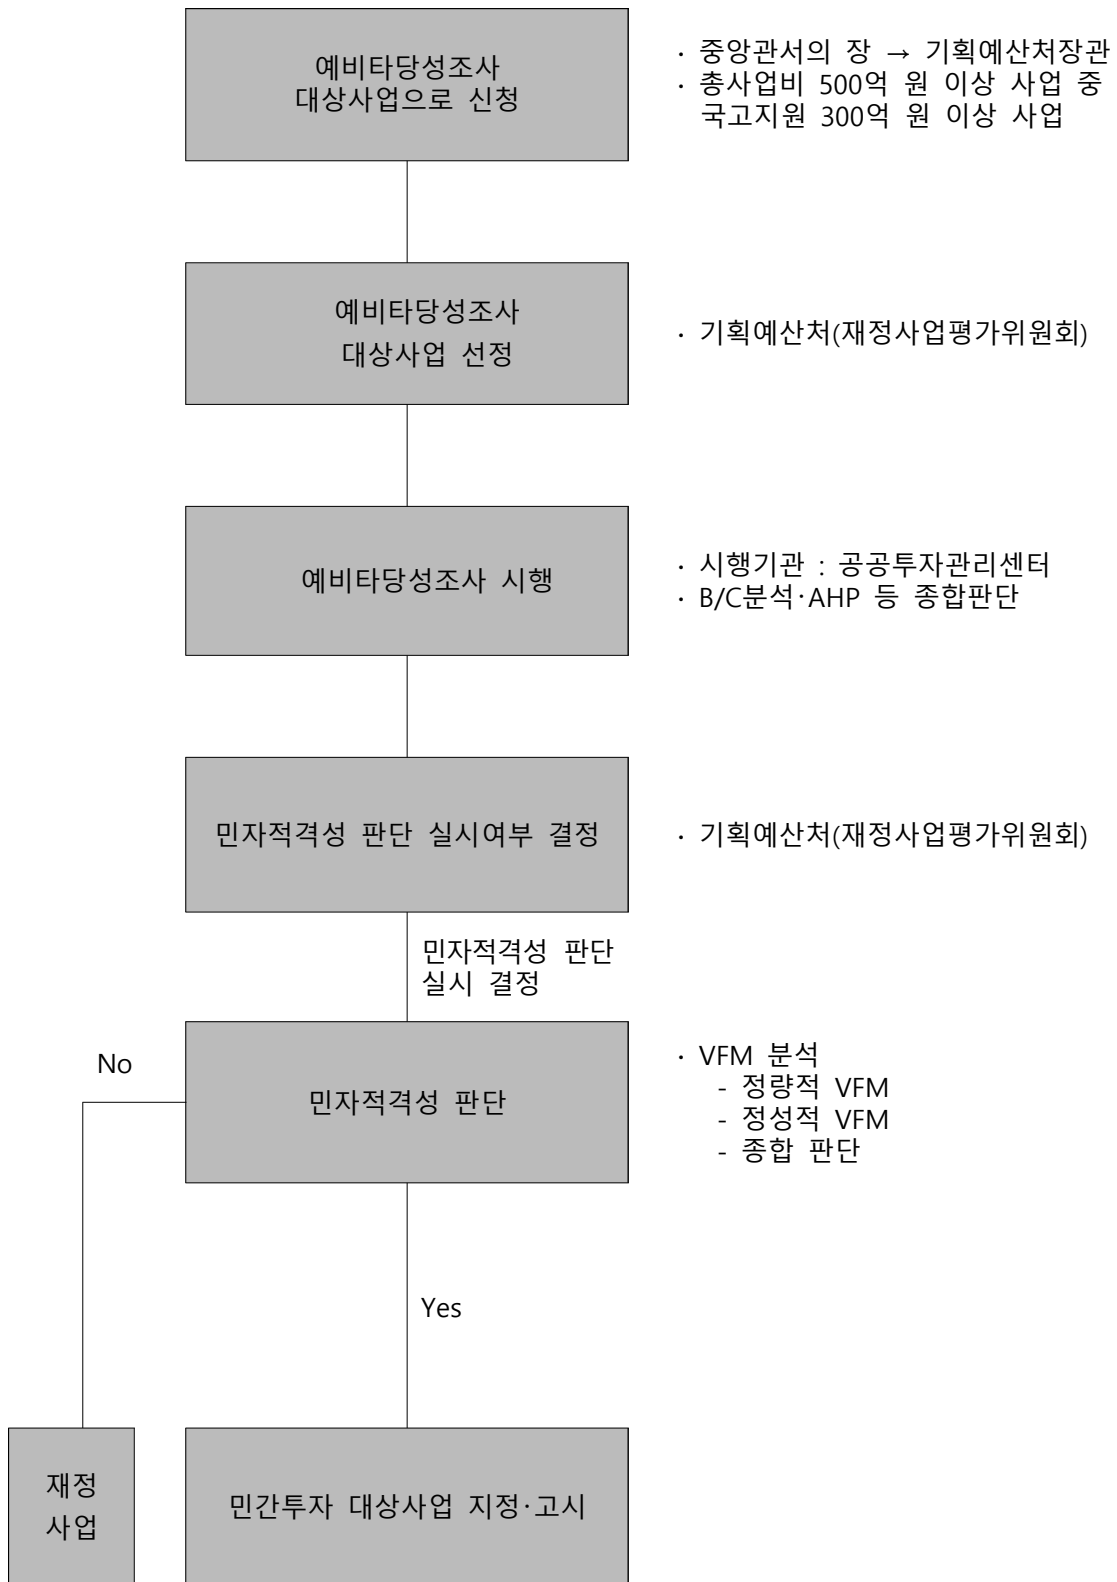 예비타당성조사
대상사업으로 신청
· 중앙관서의 장 → 기획예산처장관
· 총사업비 500억 원 이상 사업 중
국고지원 300억 원 이상 사업
예비타당성조사
대상사업 선정
· 기획예산처(재정사업평가위원회)
예비타당성조사 시행
· 시행기관 : 공공투자관리센터
· B/C분석·AHP 등 종합판단
민자적격성 판단 실시여부 결정
· 기획예산처(재정사업평가위원회)
민자적격성 판단
실시 결정
No
민자적격성 판단
· VFM 분석
- 정량적 VFM
- 정성적 VFM
- 종합 판단
Yes
재정
사업
민간투자 대상사업 지정·고시